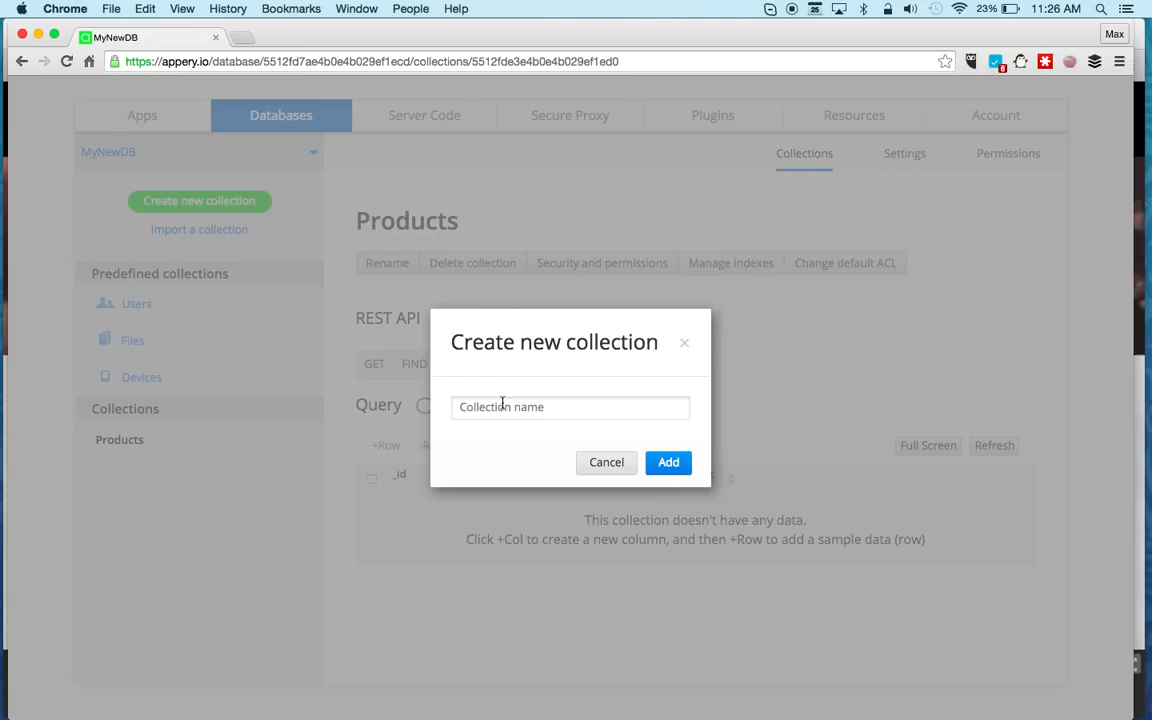 Chrome File Edit View History Bookmarks Window People Help 25 23% 11:26 AM
MyNewDB Max
https://appery.io/database/5512fd7ae4b0e4b029ef1ecd/collections/5512fde3e4b0e4b029ef1ed0 6
Apps Databases Server Code Secure Proxy Plugins Resources Account
MyNewDB Collections Settings Permissions
Create new collection
Import a collection
Products
Rename Delete collection Security and permissions Manage indexes Change default ACL
Predefined collections
Users
Files
Devices
Collections
Products
REST API
GET FIND
Query
+Row -R Full Screen Refresh
_id
This collection doesn't have any data.
Click +Col to create a new column, and then +Row to add a sample data (row)
Create new collection ×
Collection name
Cancel Add